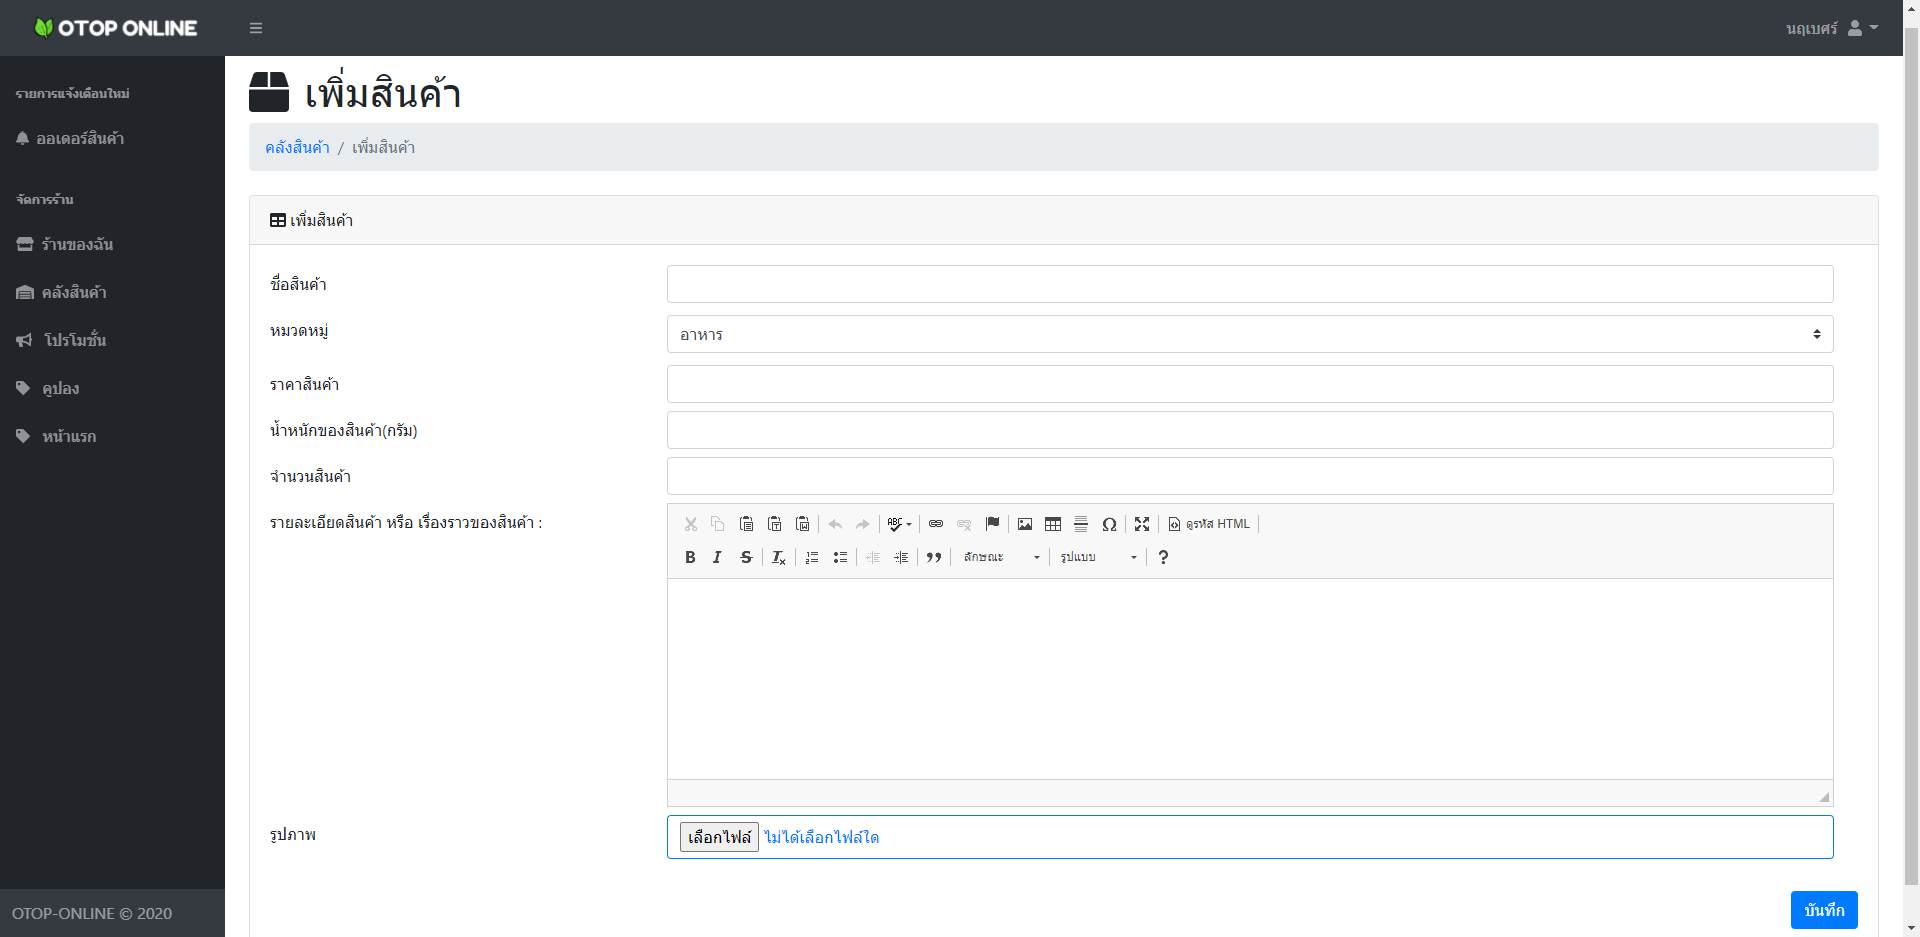 OTOP ONLINE
นฤเบศร์
รายการแจ้งเตือนใหม่
ออเดอร์สินค้า
จัดการร้าน
ร้านของฉัน
คลังสินค้า
โปรโมชั่น
คูปอง
หน้าแรก
OTOP-ONLINE © 2020
เพิ่มสินค้า
คลังสินค้า / เพิ่มสินค้า
เพิ่มสินค้า
ชื่อสินค้า
หมวดหมู่
อาหาร
ราคาสินค้า
น้ำหนักของสินค้า(กรัม)
จำนวนสินค้า
รายละเอียดสินค้า หรือ เรื่องราวของสินค้า :
ABC Ω ดูรหัส HTML
B I S Tx ลักษณะ รูปแบบ ?
รูปภาพ
เลือกไฟล์ ไม่ได้เลือกไฟล์ใด
บันทึก